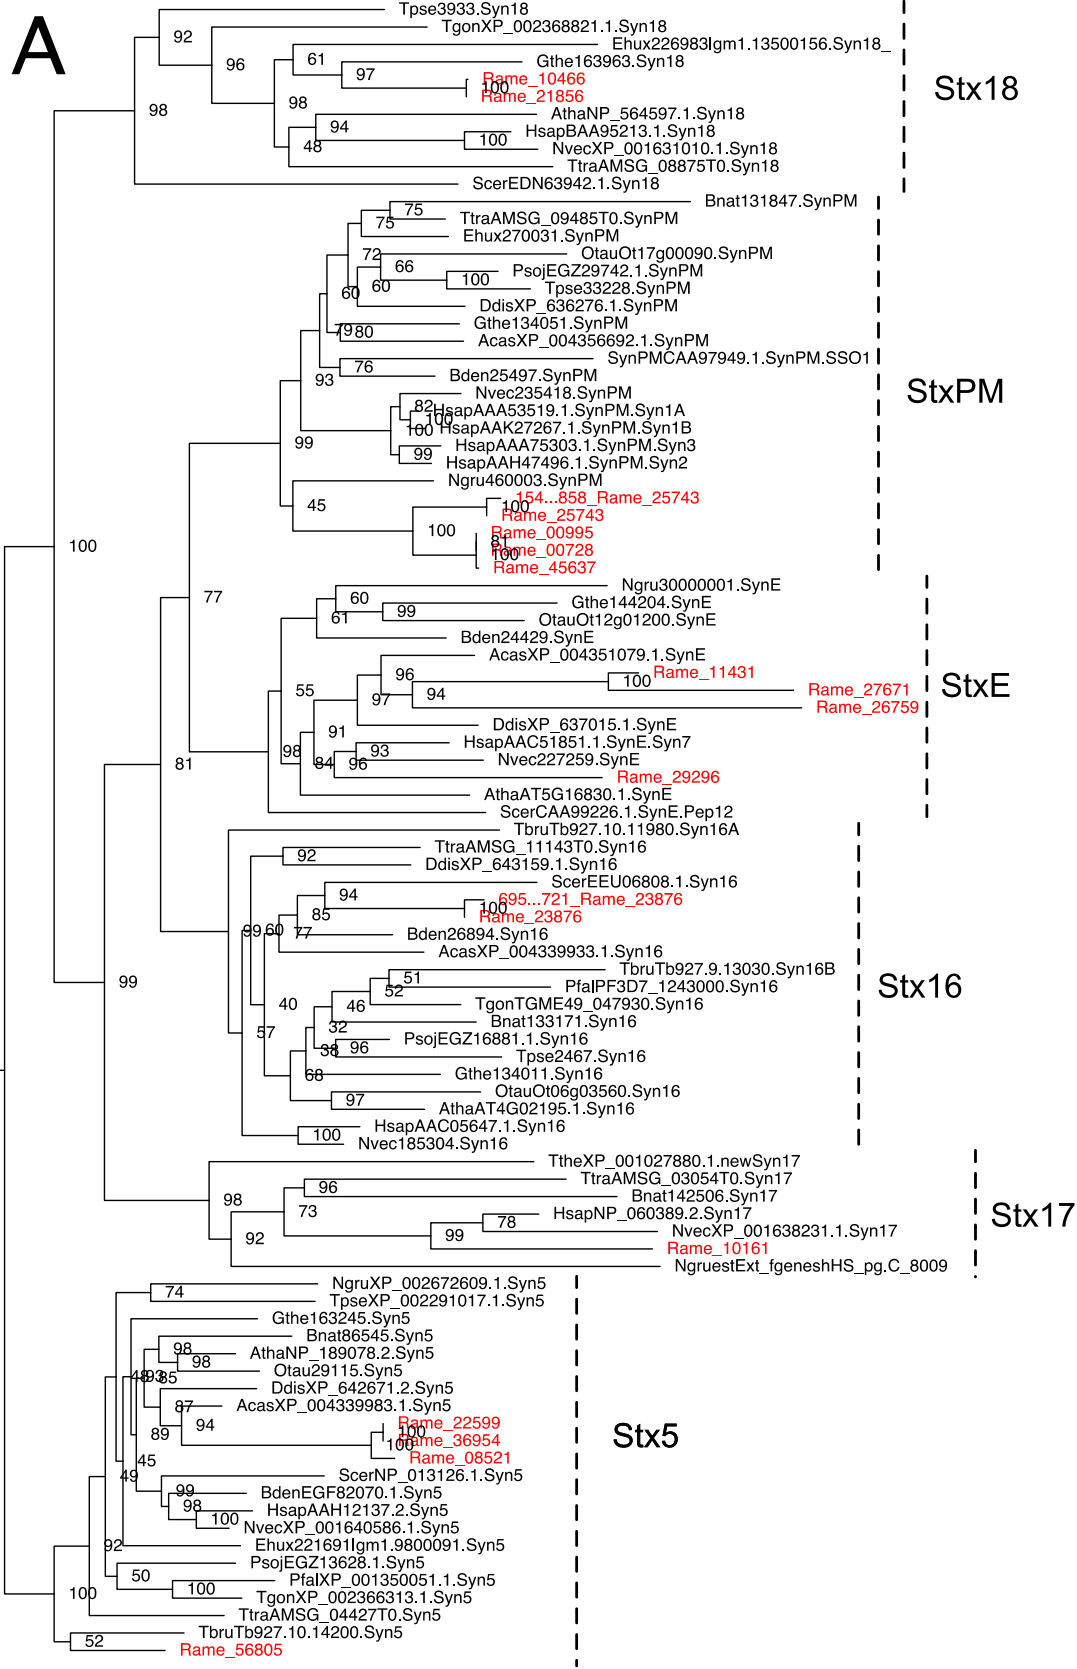 A
Tpse3933.Syn18
92
TgonXP_002368821.1.Syn18
96
Ehux226983lgm1.13500156.Syn18_
61
Gthe163963.Syn18
97
Rame_10466
100
Rame_21856
Stx18
98
98
AthaNP_564597.1.Syn18
94
HsapBAA95213.1.Syn18
100
48
NvecXP_001631010.1.Syn18
TtraAMSG_08875T0.Syn18
ScerEDN63942.1.Syn18
Bnat131847.SynPM
75
TtraAMSG_09485T0.SynPM
75
Ehux270031.SynPM
72
OtauOt17g00090.SynPM
66
PsojEGZ29742.1.SynPM
100
60
60
Tpse33228.SynPM
DdisXP_636276.1.SynPM
Gthe134051.SynPM
79
80
AcasXP_004356692.1.SynPM
SynPMCAA97949.1.SynPM.SSO1
76
93
Bden25497.SynPM
StxPM
Nvec235418.SynPM
82
HsapAAA53519.1.SynPM.Syn1A
100
100
HsapAAK27267.1.SynPM.Syn1B
99
HsapAAA75303.1.SynPM.Syn3
99
HsapAAH47496.1.SynPM.Syn2
Ngru460003.SynPM
45
154...858_Rame_25743
100
Rame_25743
100
Rame_00995
81
Rame_00728
100
Rame_45637
100
77
Ngru30000001.SynE
60
Gthe144204.SynE
99
61
OtauOt12g01200.SynE
Bden24429.SynE
AcasXP_004351079.1.SynE
96
Rame_11431
100
StxE
55
97
94
Rame_27671
Rame_26759
DdisXP_637015.1.SynE
91
HsapAAC51851.1.SynE.Syn7
98
93
84
96
Nvec227259.SynE
81
Rame_29296
AthaAT5G16830.1.SynE
ScerCAA99226.1.SynE.Pep12
TbruTb927.10.11980.Syn16A
TtraAMSG_11143T0.Syn16
92
DdisXP_643159.1.Syn16
ScerEEU06808.1.Syn16
94
695...721_Rame_23876
100
85
Rame_23876
99
60
77
Bden26894.Syn16
AcasXP_004339933.1.Syn16
TbruTb927.9.13030.Syn16B
51
99
52
PfalPF3D7_1243000.Syn16
Stx16
40
46
TgonTGME49_047930.Syn16
57
32
Bnat133171.Syn16
PsojEGZ16881.1.Syn16
38
96
Tpse2467.Syn16
68
Gthe134011.Syn16
OtauOt06g03560.Syn16
97
AthaAT4G02195.1.Syn16
HsapAAC05647.1.Syn16
100
Nvec185304.Syn16
TtheXP_001027880.1.newSyn17
TtraAMSG_03054T0.Syn17
96
98
Bnat142506.Syn17
73
HsapNP_060389.2.Syn17
Stx17
78
92
99
NvecXP_001638231.1.Syn17
Rame_10161
NgruestExt_fgeneshHS_pg.C_8009
NgruXP_002672609.1.Syn5
74
TpseXP_002291017.1.Syn5
Gthe163245.Syn5
Bnat86545.Syn5
98
AthaNP_189078.2.Syn5
98
48
93
85
Otau29115.Syn5
DdisXP_642671.2.Syn5
87
AcasXP_004339983.1.Syn5
94
Rame_22599
100
89
Rame_36954
Stx5
100
45
Rame_08521
49
ScerNP_013126.1.Syn5
99
BdenEGF82070.1.Syn5
98
HsapAAH12137.2.Syn5
100
NvecXP_001640586.1.Syn5
92
Ehux221691lgm1.9800091.Syn5
PsojEGZ13628.1.Syn5
50
PfalXP_001350051.1.Syn5
100
100
TgonXP_002366313.1.Syn5
TtraAMSG_04427T0.Syn5
TbruTb927.10.14200.Syn5
52
Rame_56805